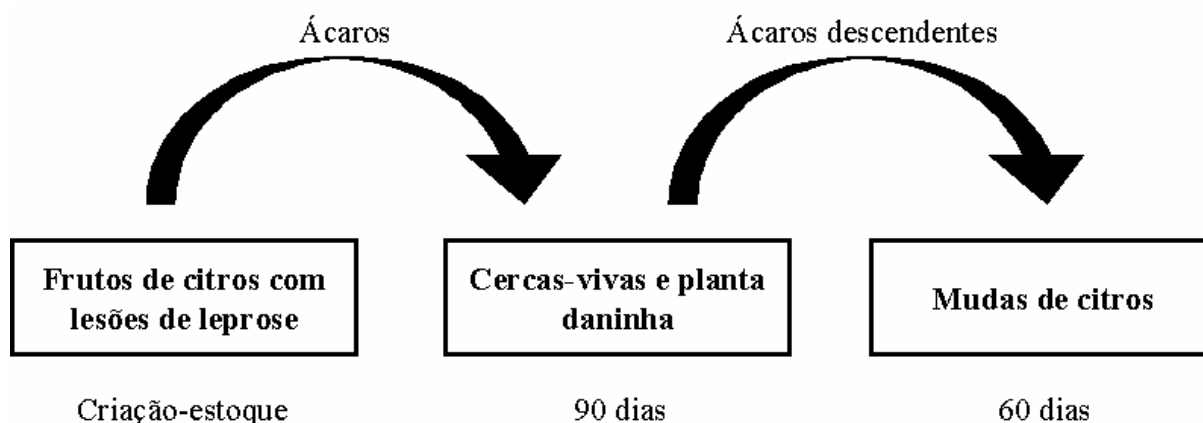 Ácaros
Ácaros descendentes
Frutos de citros com
lesões de leprose
Cercas-vivas e planta
daninha
Mudas de citros
Criação-estoque
90 dias
60 dias